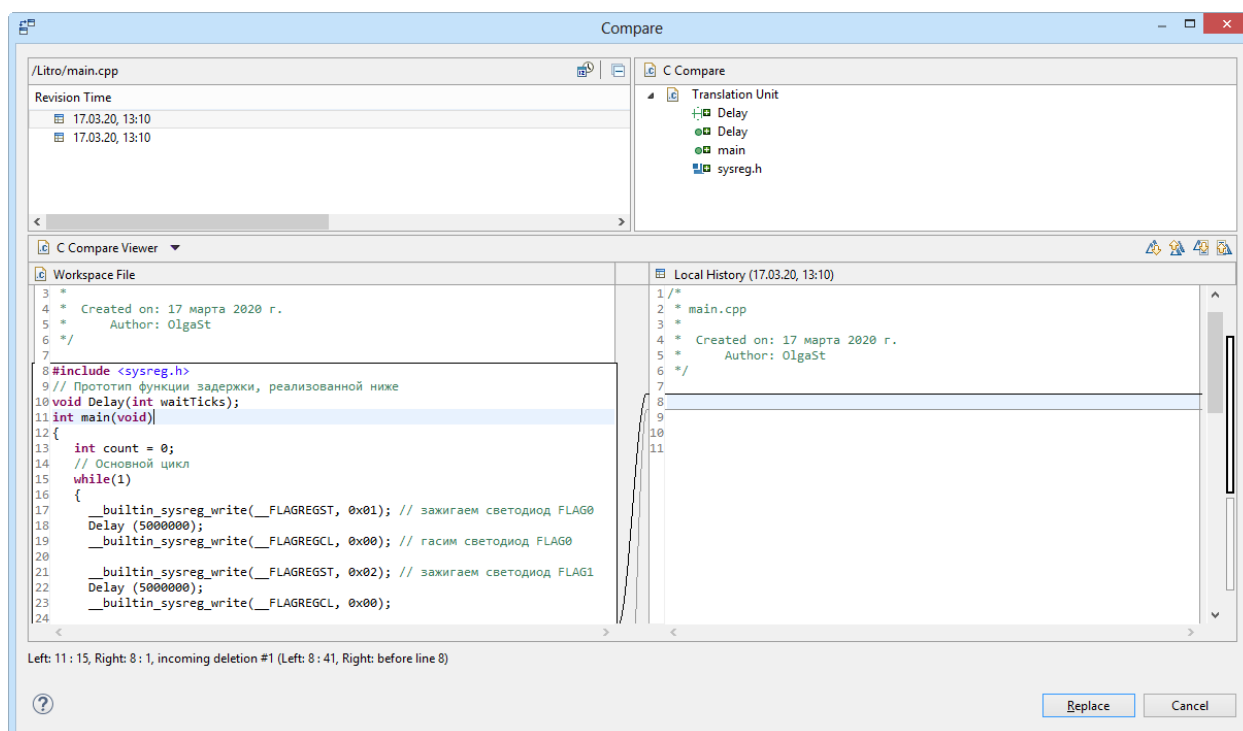 Compare
/Litro/main.cpp
Revision Time
17.03.20, 13:10
17.03.20, 13:10
C Compare
Translation Unit
Delay
Delay
main
sysreg.h
C Compare Viewer
Workspace File
3 *
4 *  Created on: 17 марта 2020 г.
5 *      Author: OlgaSt
6 */
7
8 #include <sysreg.h>
9 // Прототип функции задержки, реализованной ниже
10 void Delay(int waitTicks);
11 int main(void)
12 {
13    int count = 0;
14    // Основной цикл
15    while(1)
16    {
17      __builtin_sysreg_write(__FLAGREGST, 0x01); // зажигаем светодиод FLAG0
18      Delay (5000000);
19      __builtin_sysreg_write(__FLAGREGCL, 0x00); // гасим светодиод FLAG0
20
21      __builtin_sysreg_write(__FLAGREGST, 0x02); // зажигаем светодиод FLAG1
22      Delay (5000000);
23      __builtin_sysreg_write(__FLAGREGCL, 0x00);
24
Local History (17.03.20, 13:10)
1 /*
2 * main.cpp
3 *
4 *  Created on: 17 марта 2020 г.
5 *      Author: OlgaSt
6 */
7
8
9
10
11
Left: 11 : 15, Right: 8 : 1, incoming deletion #1 (Left: 8 : 41, Right: before line 8)
Replace
Cancel